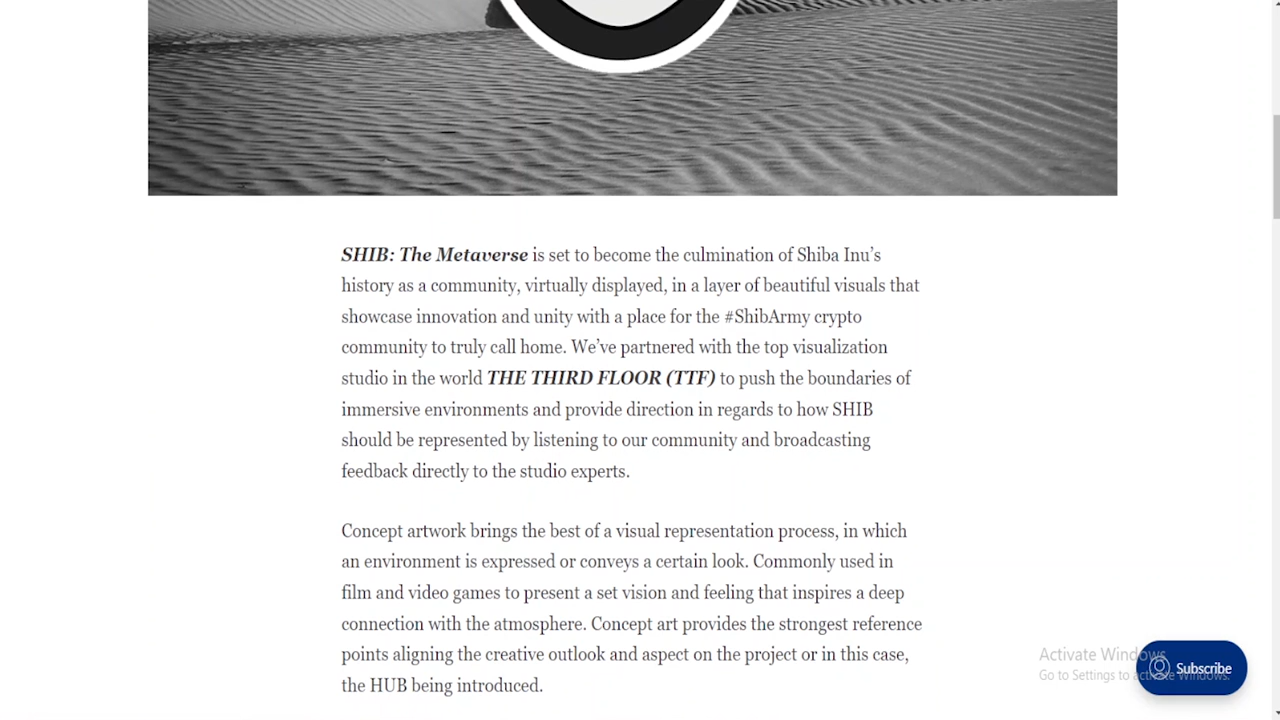 SHIB: The Metaverse is set to become the culmination of Shiba Inu’s
history as a community, virtually displayed, in a layer of beautiful visuals that
showcase innovation and unity with a place for the #ShibArmy crypto
community to truly call home. We’ve partnered with the top visualization
studio in the world THE THIRD FLOOR (TTF) to push the boundaries of
immersive environments and provide direction in regards to how SHIB
should be represented by listening to our community and broadcasting
feedback directly to the studio experts.
Concept artwork brings the best of a visual representation process, in which
an environment is expressed or conveys a certain look. Commonly used in
film and video games to present a set vision and feeling that inspires a deep
connection with the atmosphere. Concept art provides the strongest reference
points aligning the creative outlook and aspect on the project or in this case,
the HUB being introduced.
Activate Windows
Go to Settings to activate Windows.
Subscribe